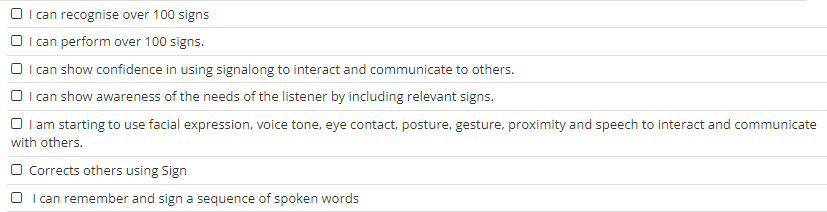 I can recognise over 100 signs
I can perform over 100 signs.
I can show confidence in using signalong to interact and communicate to others.
I can show awareness of the needs of the listener by including relevant signs.
I am starting to use facial expression, voice tone, eye contact, posture, gesture, proximity and speech to interact and communicate
with others.
Corrects others using Sign
I can remember and sign a sequence of spoken words